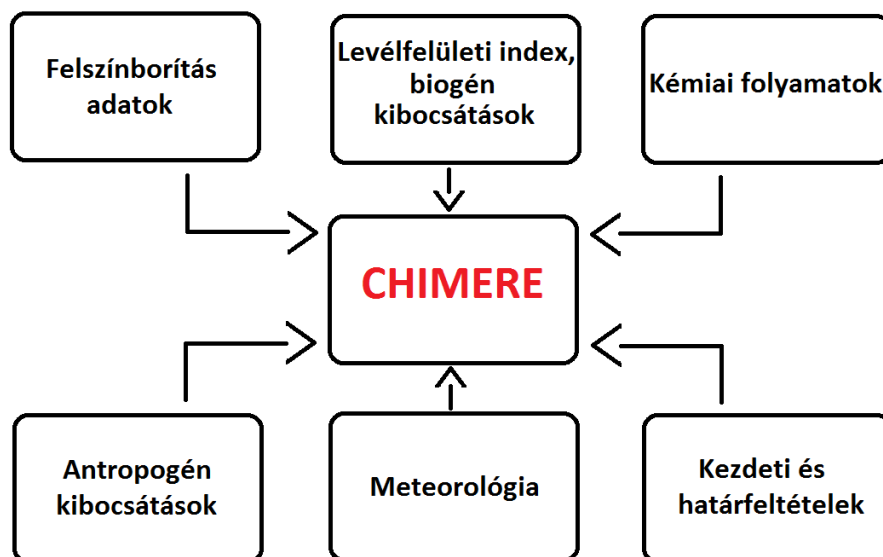 Felszínborítás
adatok
Levélfelületi index,
biogén
kibocsátások
Kémiai folyamatok
CHIMERE
Antropogén
kibocsátások
Meteorológia
Kezdeti és
határfeltételek